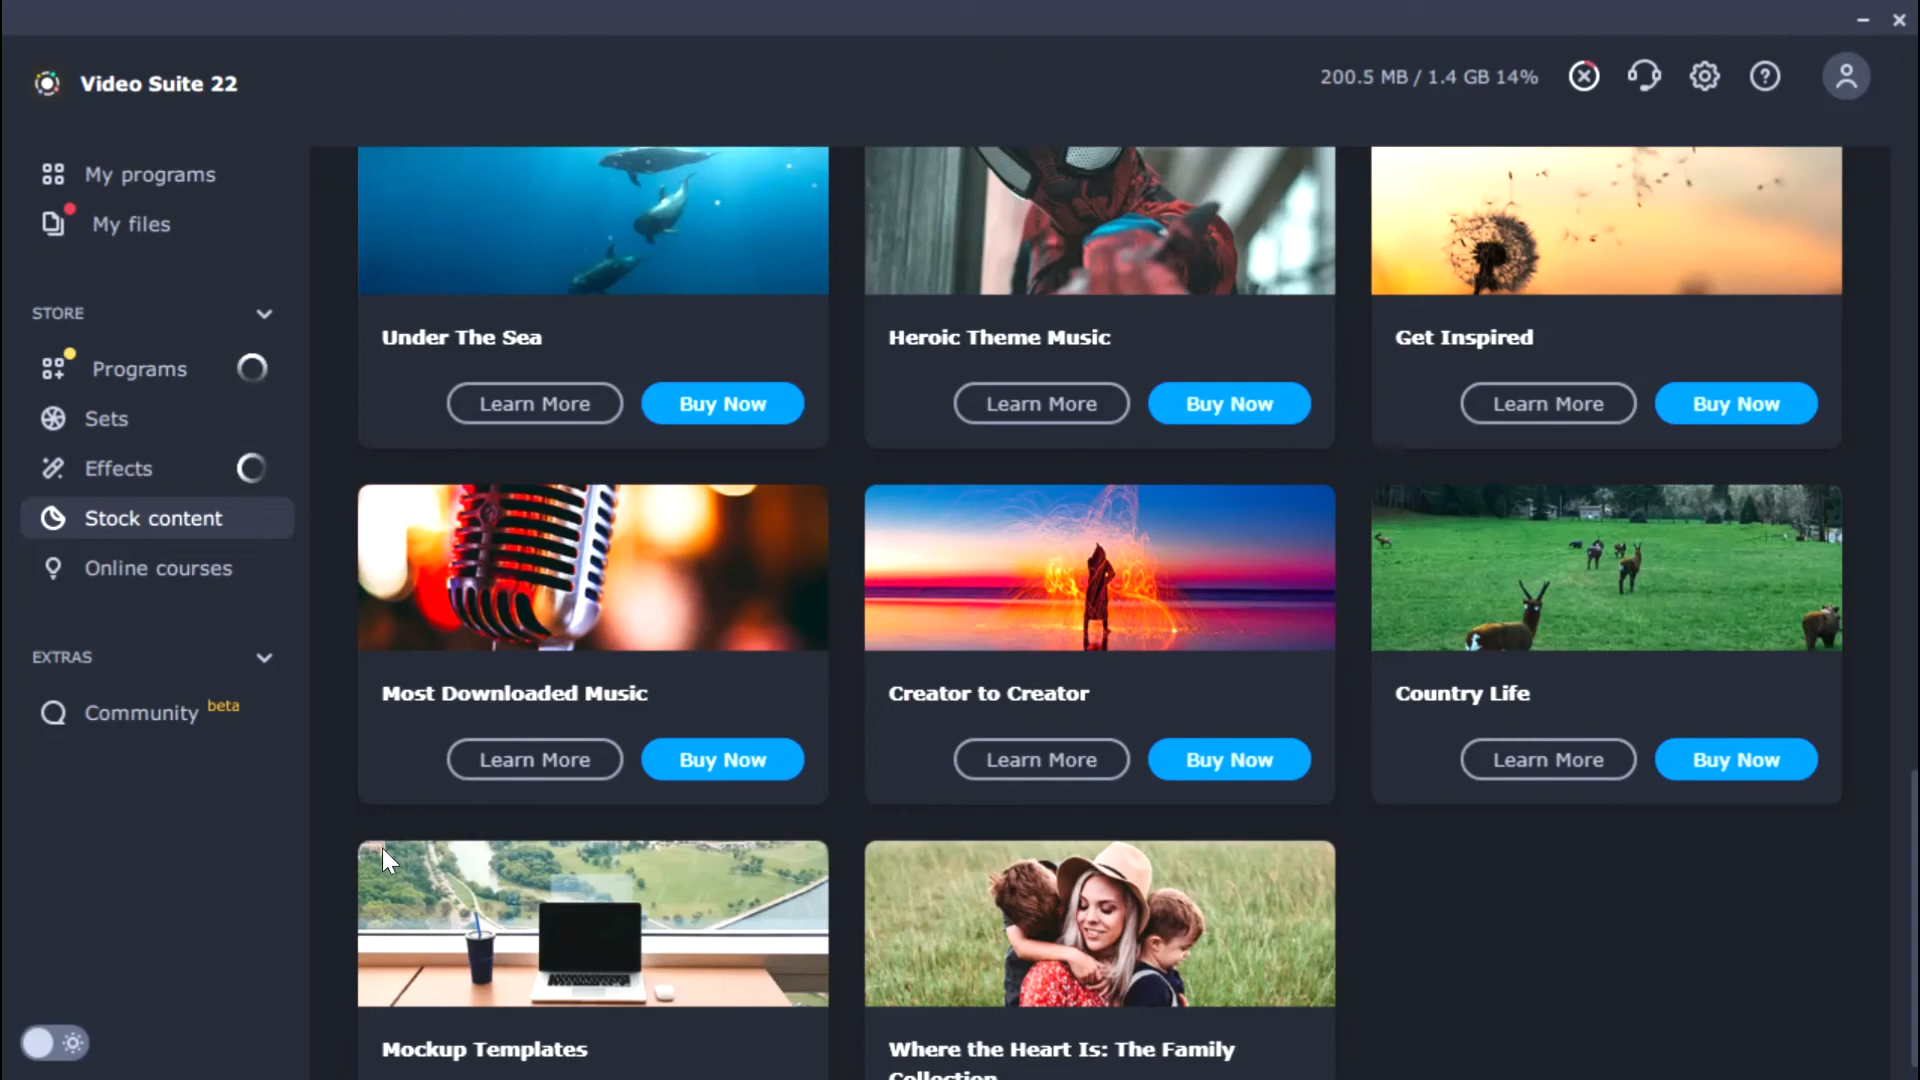 Video Suite 22
200.5 MB / 1.4 GB 14%
My programs
My files
STORE
Programs
Sets
Effects
Stock content
Online courses
EXTRAS
Community beta
Under The Sea
Learn More
Buy Now
Heroic Theme Music
Learn More
Buy Now
Get Inspired
Learn More
Buy Now
Most Downloaded Music
Learn More
Buy Now
Creator to Creator
Learn More
Buy Now
Country Life
Learn More
Buy Now
Mockup Templates
Where the Heart Is: The Family
Collection